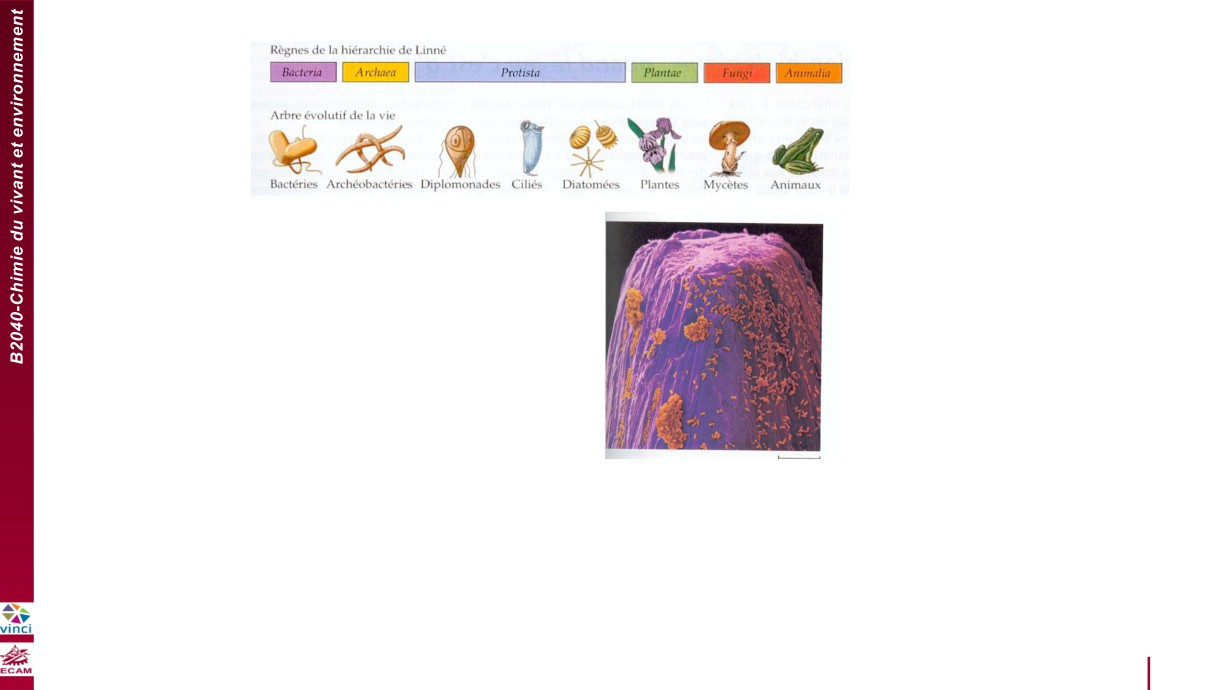 B2040-Chimie du vivant et environnement
Règnes de la hiérarchie de Linné
Bacteria Archaea Protista Plantae Fungi Animalia
Arbre évolutif de la vie
Bactéries Archéobactéries Diplomonades Ciliés Diatomées Plantes Mycètes Animaux
vinci
ECAM